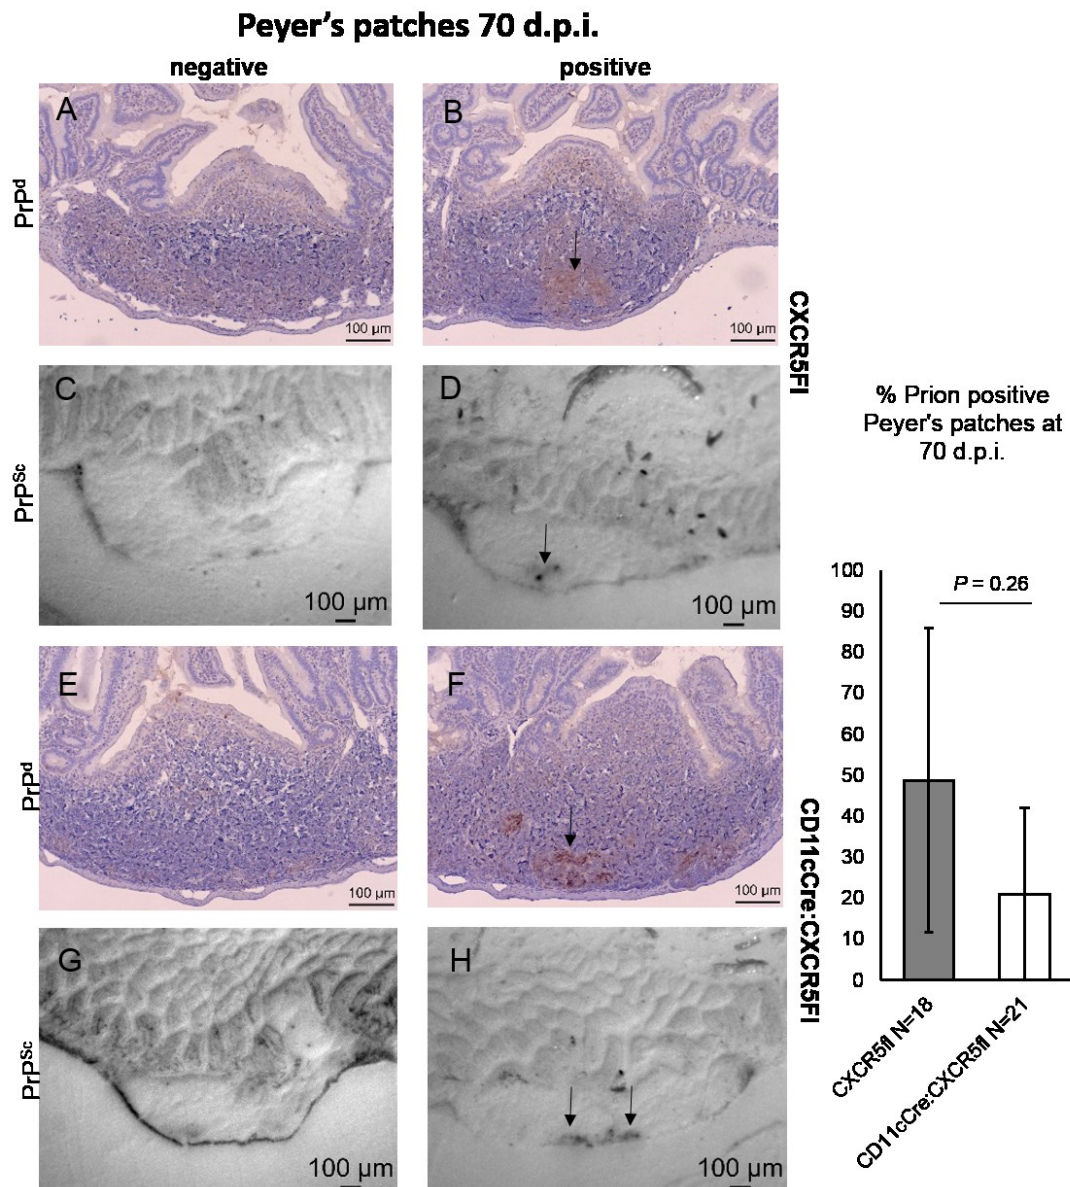 Peyer's patches 70 d.p.i.
negative
positive
PrPd
A
100 µm
B
100 µm
CXCR5Fl
PrPSc
C
100 µm
D
100 µm
PrPd
E
100 µm
F
100 µm
CD11cCre:CXCR5Fl
PrPSc
G
100 µm
H
100 µm
% Prion positive
Peyer's patches at
70 d.p.i.
P = 0.26
100
90
80
70
60
50
40
30
20
10
0
CXCR5fl N=18
CD11cCre:CXCR5fl N=21